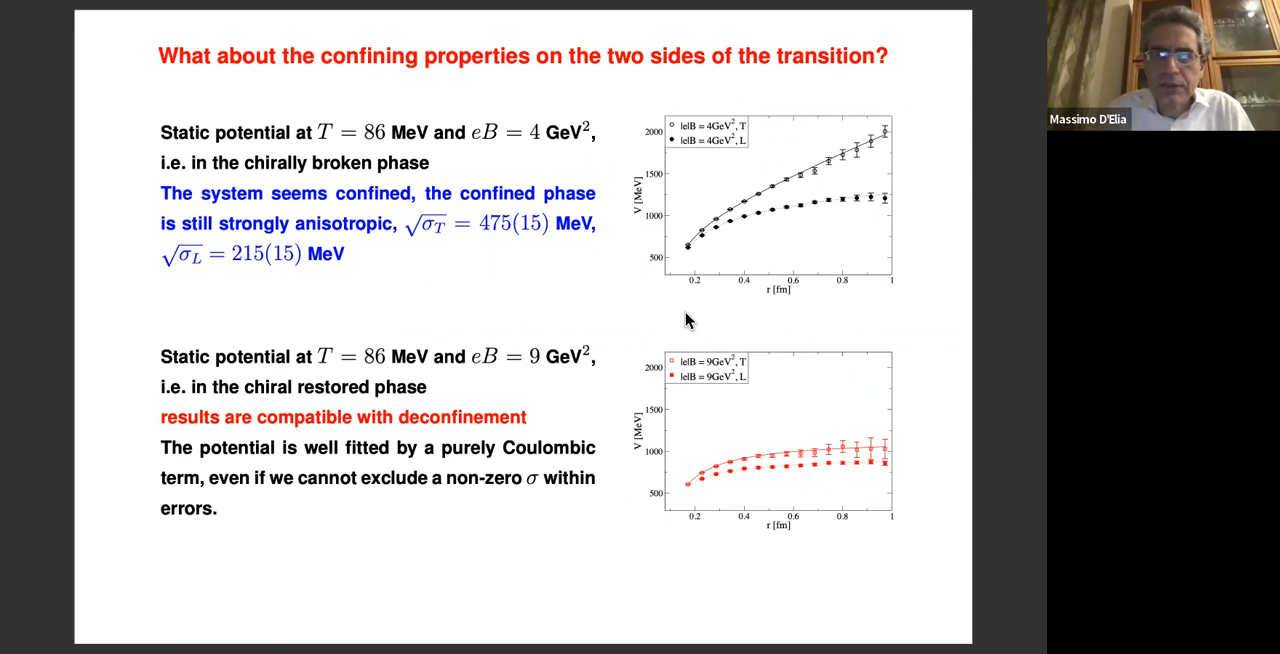 What about the confining properties on the two sides of the transition?
Massimo D'Elia
Static potential at T = 86 MeV and eB = 4 GeV²,
i.e. in the chirally broken phase
The system seems confined, the confined phase
is still strongly anisotropic, √σ_T = 475(15) MeV,
√σ_L = 215(15) MeV
|e|B = 4GeV², T
|e|B = 4GeV², L
V [MeV]
2000
1500
1000
500
0.2 0.4 0.6 0.8 1
r [fm]
Static potential at T = 86 MeV and eB = 9 GeV²,
i.e. in the chiral restored phase
results are compatible with deconfinement
The potential is well fitted by a purely Coulombic
term, even if we cannot exclude a non-zero σ within
errors.
|e|B = 9GeV², T
|e|B = 9GeV², L
V [MeV]
2000
1500
1000
500
0.2 0.4 0.6 0.8 1
r [fm]